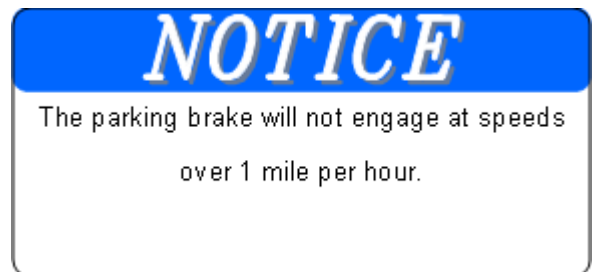 NOTICE
The parking brake will not engage at speeds
over 1 mile per hour.